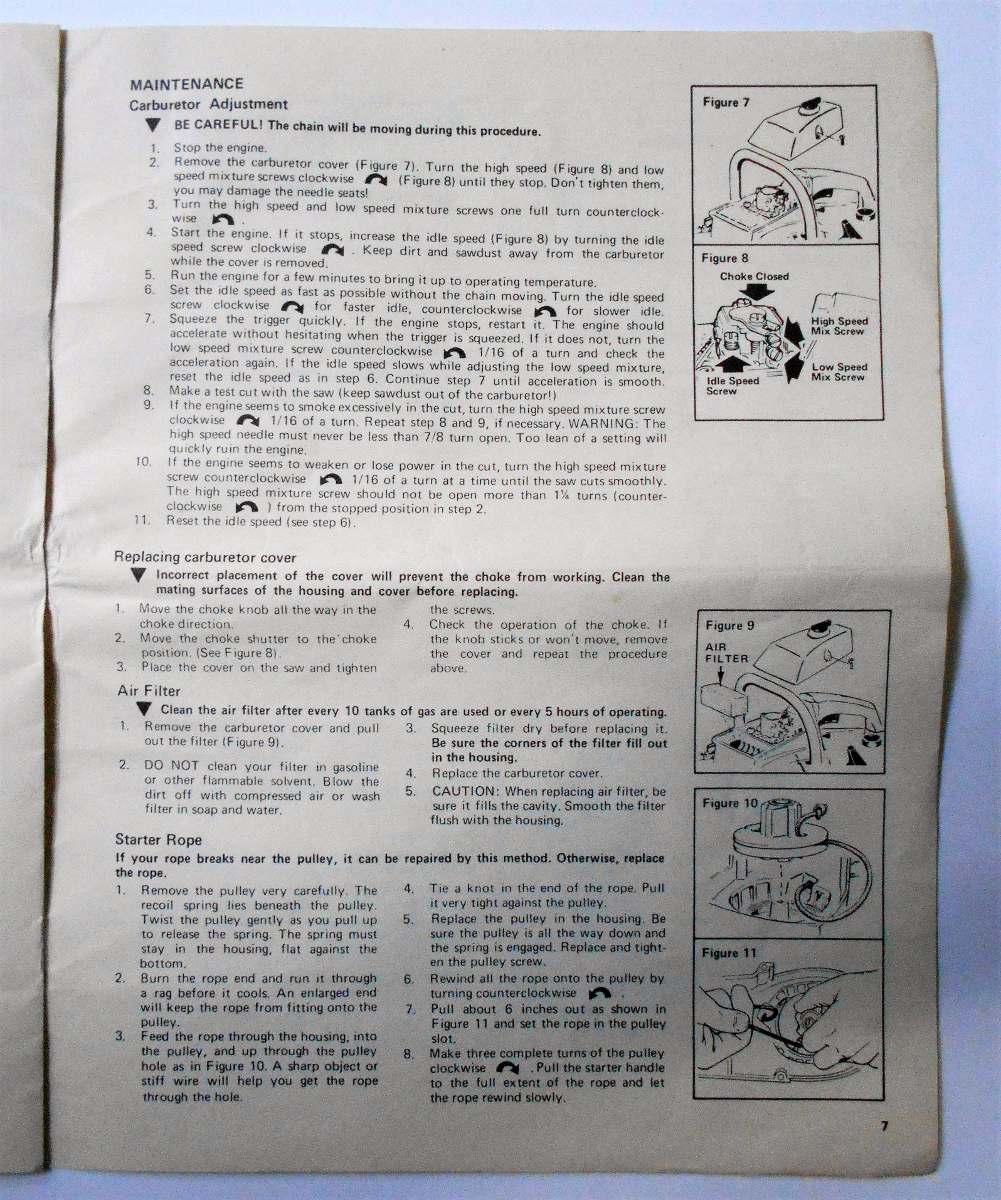 MAINTENANCE
Carburetor Adjustment
BE CAREFUL! The chain will be moving during this procedure.
1. Stop the engine.
2. Remove the carburetor cover (Figure 7). Turn the high speed (Figure 8) and low
speed mixture screws clockwise (Figure 8) until they stop. Don't tighten them,
you may damage the needle seats!
3. Turn the high speed and low speed mixture screws one full turn counterclock-
wise .
4. Start the engine. If it stops, increase the idle speed (Figure 8) by turning the idle
speed screw clockwise . Keep dirt and sawdust away from the carburetor
while the cover is removed.
5. Run the engine for a few minutes to bring it up to operating temperature.
6. Set the idle speed as fast as possible without the chain moving. Turn the idle speed
screw clockwise for faster idle, counterclockwise for slower idle.
7. Squeeze the trigger quickly. If the engine stops, restart it. The engine should
accelerate without hesitating when the trigger is squeezed. If it does not, turn the
low speed mixture screw counterclockwise 1/16 of a turn and check the
acceleration again. If the idle speed slows while adjusting the low speed mixture,
reset the idle speed as in step 6. Continue step 7 until acceleration is smooth.
8. Make a test cut with the saw (keep sawdust out of the carburetor!)
9. If the engine seems to smoke excessively in the cut, turn the high speed mixture screw
clockwise 1/16 of a turn. Repeat step 8 and 9, if necessary. WARNING: The
high speed needle must never be less than 7/8 turn open. Too lean of a setting will
quickly ruin the engine.
10. If the engine seems to weaken or lose power in the cut, turn the high speed mixture
screw counterclockwise 1/16 of a turn at a time until the saw cuts smoothly.
The high speed mixture screw should not be open more than 1¼ turns (counter-
clockwise ) from the stopped position in step 2.
11. Reset the idle speed (see step 6).
Figure 7
Figure 8
Choke Closed
High Speed
Mix Screw
Low Speed
Mix Screw
Idle Speed
Screw
Replacing carburetor cover
Incorrect placement of the cover will prevent the choke from working. Clean the
mating surfaces of the housing and cover before replacing.
1. Move the choke knob all the way in the
choke direction.
2. Move the choke shutter to the choke
position. (See Figure 8).
3. Place the cover on the saw and tighten
the screws.
4. Check the operation of the choke. If
the knob sticks or won't move, remove
the cover and repeat the procedure
above.
Air Filter
Clean the air filter after every 10 tanks of gas are used or every 5 hours of operating.
1. Remove the carburetor cover and pull
out the filter (Figure 9).
2. DO NOT clean your filter in gasoline
or other flammable solvent. Blow the
dirt off with compressed air or wash
filter in soap and water.
3. Squeeze filter dry before replacing it.
Be sure the corners of the filter fill out
in the housing.
4. Replace the carburetor cover.
5. CAUTION: When replacing air filter, be
sure it fills the cavity. Smooth the filter
flush with the housing.
Figure 9
AIR
FILTER
Starter Rope
If your rope breaks near the pulley, it can be repaired by this method. Otherwise, replace
the rope.
1. Remove the pulley very carefully. The
recoil spring lies beneath the pulley.
Twist the pulley gently as you pull up
to release the spring. The spring must
stay in the housing, flat against the
bottom.
2. Burn the rope end and run it through
a rag before it cools. An enlarged end
will keep the rope from fitting onto the
pulley.
3. Feed the rope through the housing, into
the pulley, and up through the pulley
hole as in Figure 10. A sharp object or
stiff wire will help you get the rope
through the hole.
4. Tie a knot in the end of the rope. Pull
it very tight against the pulley.
5. Replace the pulley in the housing. Be
sure the pulley is all the way down and
the spring is engaged. Replace and tight-
en the pulley screw.
6. Rewind all the rope onto the pulley by
turning counterclockwise .
7. Pull about 6 inches out as shown in
Figure 11 and set the rope in the pulley
slot.
8. Make three complete turns of the pulley
clockwise . Pull the starter handle
to the full extent of the rope and let
the rope rewind slowly.
Figure 10
Figure 11
7